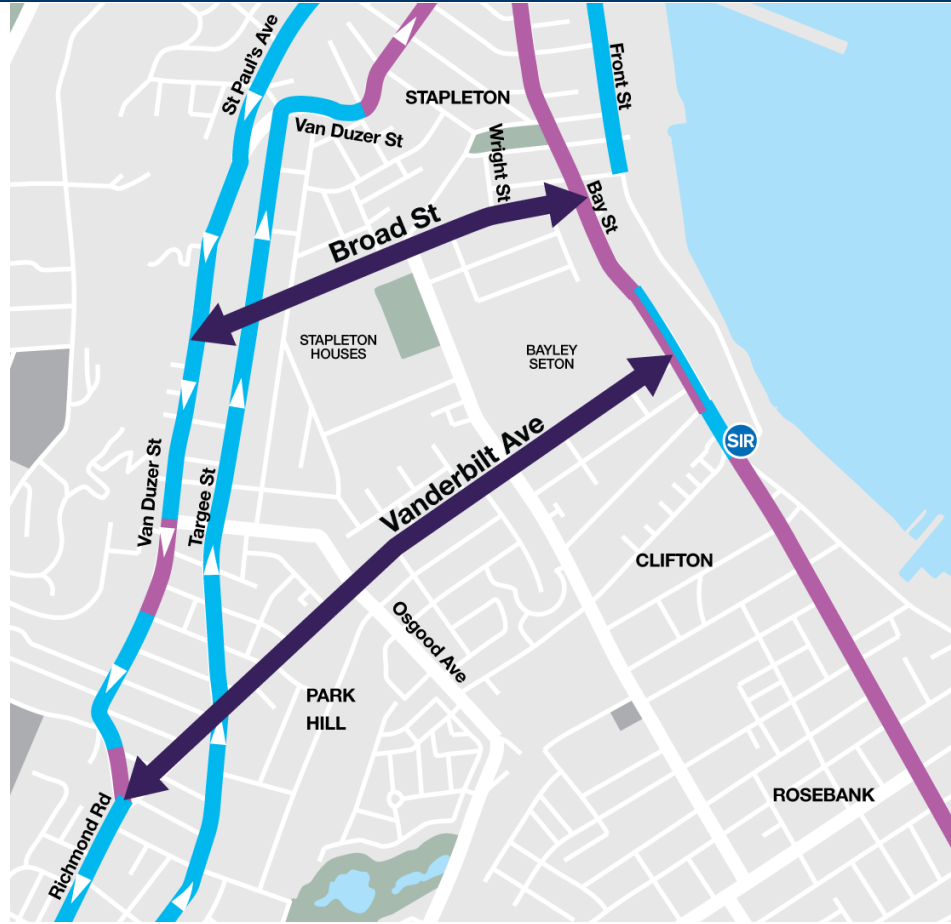 St Paul's Ave
Front St
STAPLETON
Van Duzer St
Wright St
Bay St
Broad St
STAPLETON
HOUSES
BAYLEY
SETON
Vanderbilt Ave
SIR
Van Duzer St
Targee St
CLIFTON
Osgood Ave
PARK
HILL
ROSEBANK
Richmond Rd